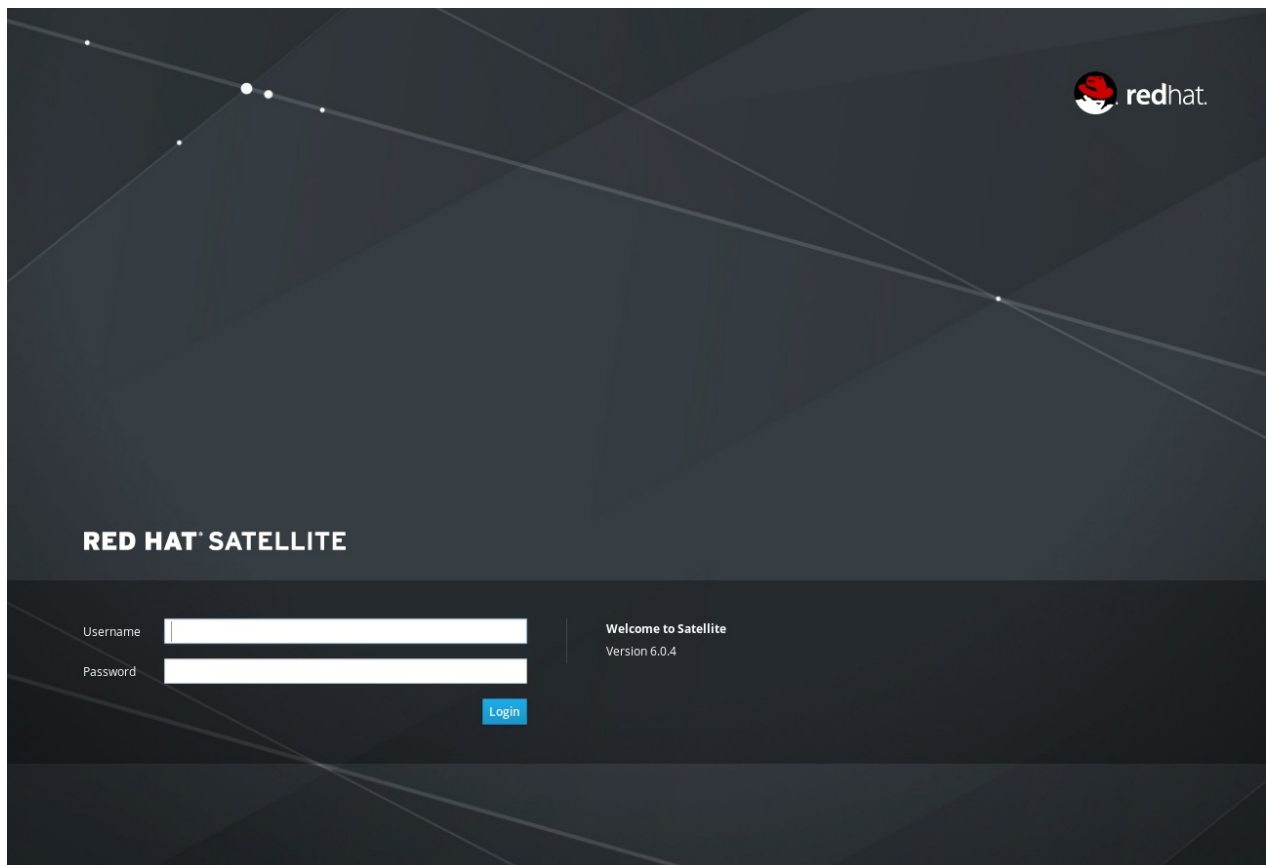 redhat.
RED HAT® SATELLITE
Username
Password
Login
Welcome to Satellite
Version 6.0.4